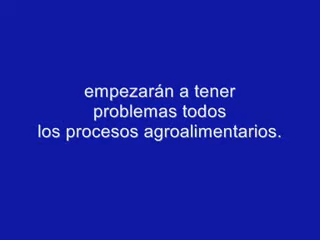 empezarán a tener
problemas todos
los procesos agroalimentarios.